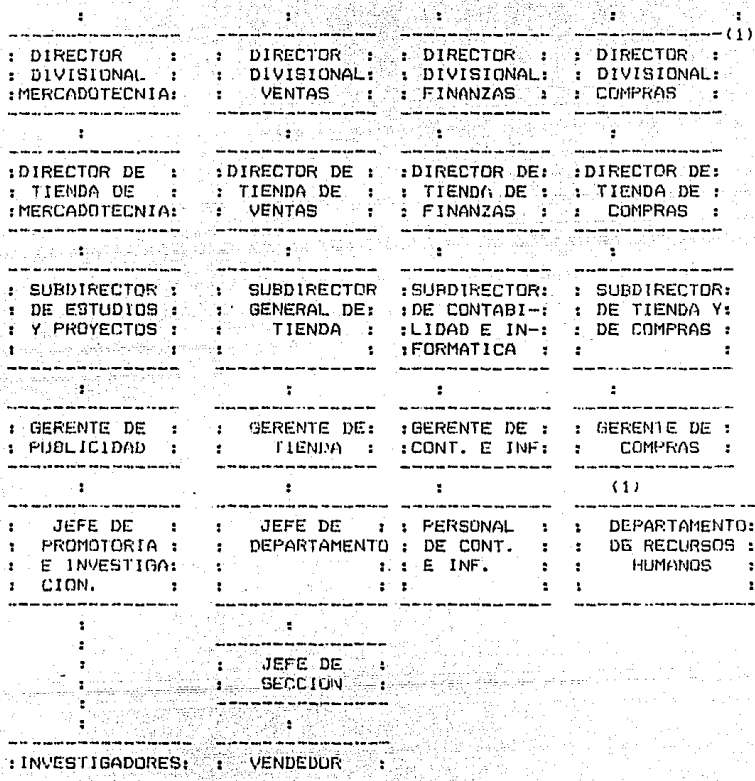 (1)
DIRECTOR DIVISIONAL MERCADOTECNIA
DIRECTOR DIVISIONAL VENTAS
DIRECTOR DIVISIONAL FINANZAS
DIRECTOR DIVISIONAL COMPRAS
DIRECTOR DE TIENDA DE MERCADOTECNIA
DIRECTOR DE TIENDA DE VENTAS
DIRECTOR DE TIENDA DE FINANZAS
DIRECTOR DE TIENDA DE COMPRAS
SUBDIRECTOR DE ESTUDIOS Y PROYECTOS
SUBDIRECTOR GENERAL DE TIENDA
SUBDIRECTOR DE CONTABI-LIDAD E IN-FORMATICA
SUBDIRECTOR DE TIENDA Y DE COMPRAS
GERENTE DE PUBLICIDAD
GERENTE DE TIENDA
GERENTE DE CONT. E INF
GERENTE DE COMPRAS
(1)
JEFE DE PROMOTORIA E INVESTIGA CION.
JEFE DE DEPARTAMENTO
PERSONAL DE CONT. E INF.
DEPARTAMENTO DE RECURSOS HUMANOS
JEFE DE SECCION
INVESTIGADORES
VENDEDOR